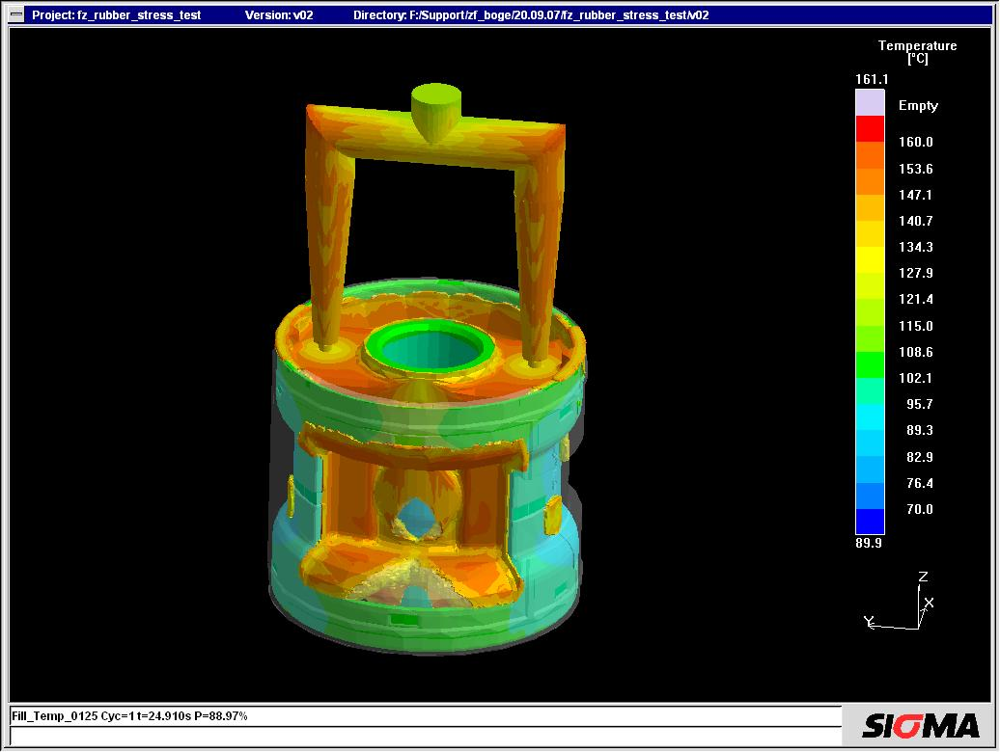 Project: fz_rubber_stress_test Version: v02 Directory: F:/Support/zf_boge/20.09.07/fz_rubber_stress_test/v02
Temperature
[°C]
161.1
Empty
160.0
153.6
147.1
140.7
134.3
127.9
121.4
115.0
108.6
102.1
95.7
89.3
82.9
76.4
70.0
89.9
Z
X
Y
Fill_Temp_0125 Cyc=1 t=24.910s P=88.97%
SIGMA